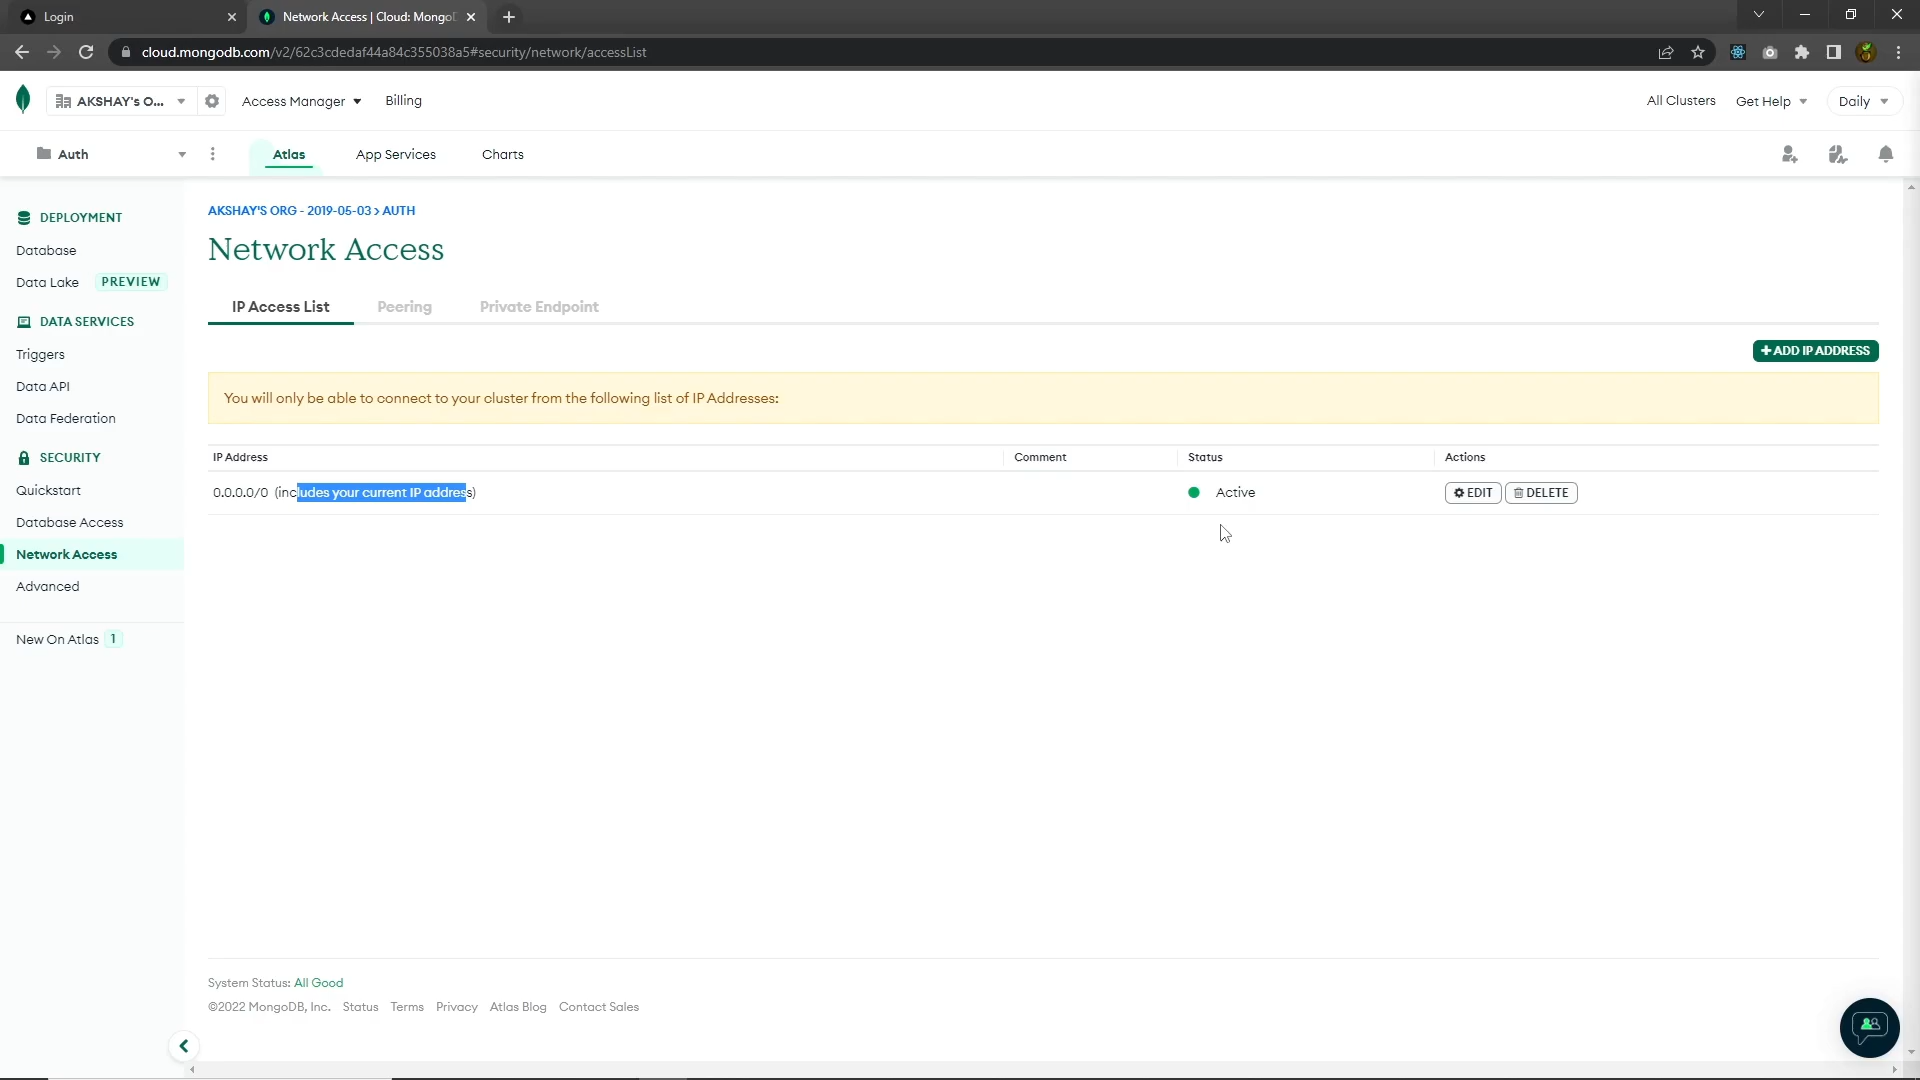 Login
Network Access | Cloud: MongoD
cloud.mongodb.com/v2/62c3cdedaf44a84c355038a5#security/network/accessList
AKSHAY's O...
Access Manager
Billing
All Clusters
Get Help
Daily
Auth
Atlas
App Services
Charts
DEPLOYMENT
Database
Data Lake PREVIEW
DATA SERVICES
Triggers
Data API
Data Federation
SECURITY
Quickstart
Database Access
Network Access
Advanced
New On Atlas 1
AKSHAY'S ORG - 2019-05-03 > AUTH
Network Access
IP Access List
Peering
Private Endpoint
+ ADD IP ADDRESS
You will only be able to connect to your cluster from the following list of IP Addresses:
IP Address Comment Status Actions
0.0.0.0/0 (includes your current IP address) Active EDIT DELETE
System Status: All Good
©2022 MongoDB, Inc. Status Terms Privacy Atlas Blog Contact Sales